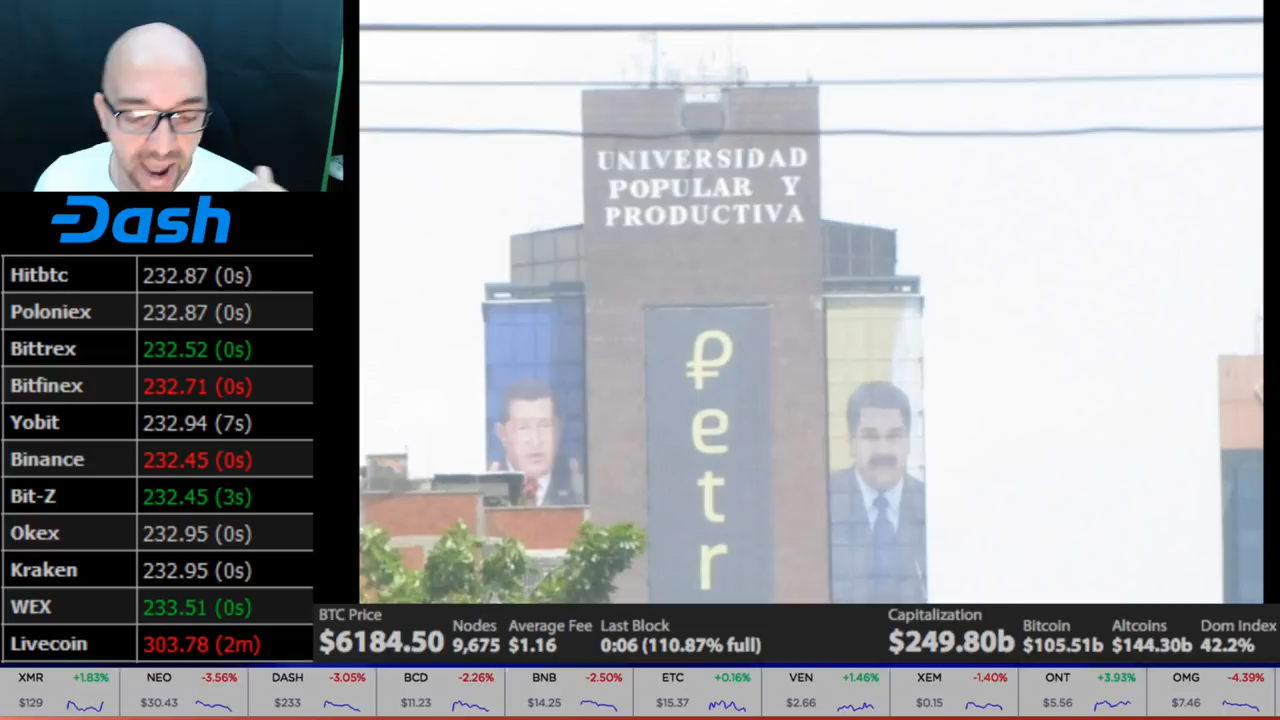 UNIVERSIDAD
POPULAR Y
PRODUCTIVA
₽
e
t
r
Dash
Hitbtc 232.87 (0s)
Poloniex 232.87 (0s)
Bittrex 232.52 (0s)
Bitfinex 232.71 (0s)
Yobit 232.94 (7s)
Binance 232.45 (0s)
Bit-Z 232.45 (3s)
Okex 232.95 (0s)
Kraken 232.95 (0s)
WEX 233.51 (0s)
Livecoin 303.78 (2m)
BTC Price Nodes Average Fee Last Block Capitalization Bitcoin Altcoins Dom Index
$6184.50 9,675 $1.16 0:06 (110.87% full) $249.80b $105.51b $144.30b 42.2%
XMR +1.83% NEO -3.56% DASH -3.05% BCD -2.26% BNB -2.50% ETC +0.16% VEN +1.46% XEM -1.40% ONT +3.93% OMG -4.39%
$129 $30.43 $233 $11.23 $14.25 $15.37 $2.66 $0.15 $5.56 $7.46